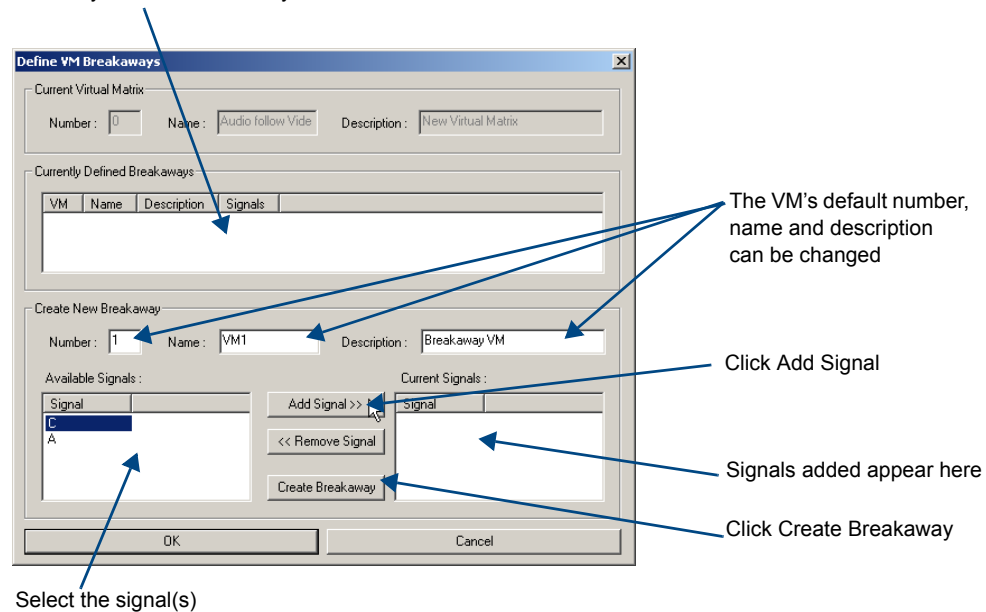 Define VM Breakaways
Current Virtual Matrix
Number : 0 Name : Audio follow Vide Description : New Virtual Matrix
Currently Defined Breakaways
VM Name Description Signals
The VM's default number,
name and description
can be changed
Create New Breakaway
Number : 1 Name : VM1 Description : Breakaway VM
Click Add Signal
Available Signals : Current Signals :
Signal Add Signal >> Signal
C
A << Remove Signal
Signals added appear here
Create Breakaway
Click Create Breakaway
OK Cancel
Select the signal(s)